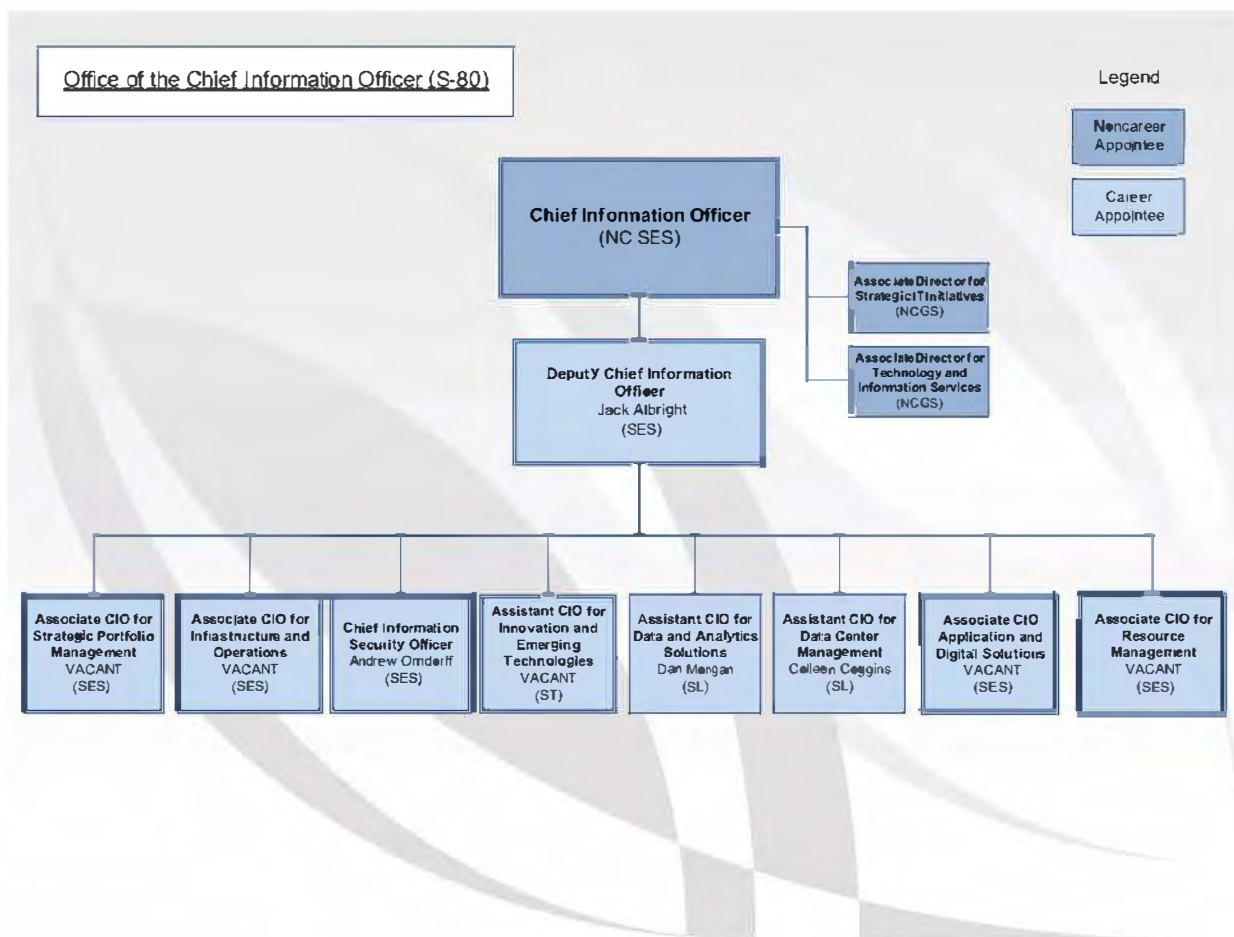 Office of the Chief Information Officer (S-80)
Legend
Noncareer
Appointee
Career
Appointee
Chief Information Officer
(NC SES)
Associate Director for
Strategic IT Initiatives
(NCGS)
Associate Director for
Technology and
Information Services
(NCGS)
Deputy Chief Information
Officer
Jack Albright
(SES)
Associate CIO for
Strategic Portfolio
Management
VACANT
(SES)
Associate CIO for
Infrastructure and
Operations
VACANT
(SES)
Chief Information
Security Officer
Andrew Orndorff
(SES)
Assistant CIO for
Innovation and
Emerging
Technologies
VACANT
(ST)
Assistant CIO for
Data and Analytics
Solutions
Dan Morgan
(SL)
Assistant CIO for
Data Center
Management
Colleen Coggins
(SL)
Associate CIO
Application and
Digital Solutions
VACANT
(SES)
Associate CIO for
Resource
Management
VACANT
(SES)